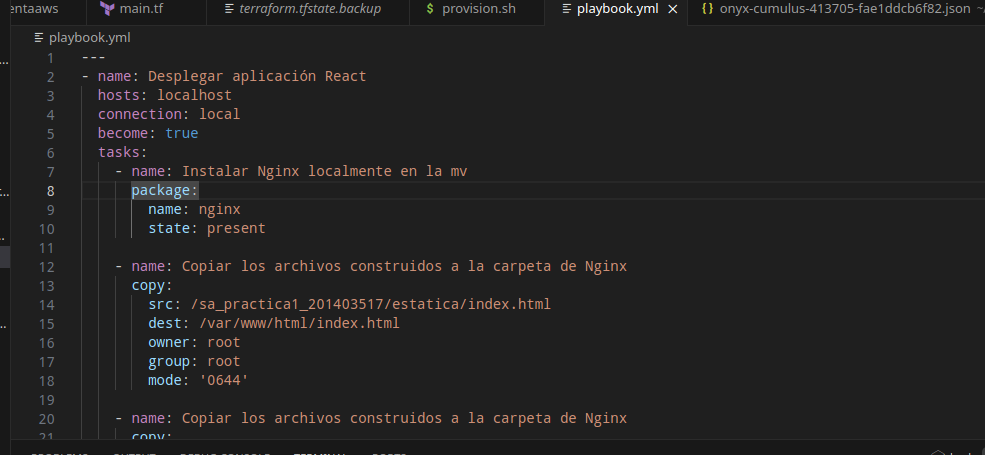 entaaws main.tf terraform.tfstate.backup $ provision.sh playbook.yml × {} onyx-cumulus-413705-fae1ddcb6f82.json ~/
playbook.yml
1 ---
2 - name: Desplegar aplicación React
3 hosts: localhost
4 connection: local
5 become: true
6 tasks:
7 - name: Instalar Nginx localmente en la mv
8 package:
9 name: nginx
10 state: present
11
12 - name: Copiar los archivos construidos a la carpeta de Nginx
13 copy:
14 src: /sa_practica1_201403517/estatica/index.html
15 dest: /var/www/html/index.html
16 owner: root
17 group: root
18 mode: '0644'
19
20 - name: Copiar los archivos construidos a la carpeta de Nginx
21 copy: